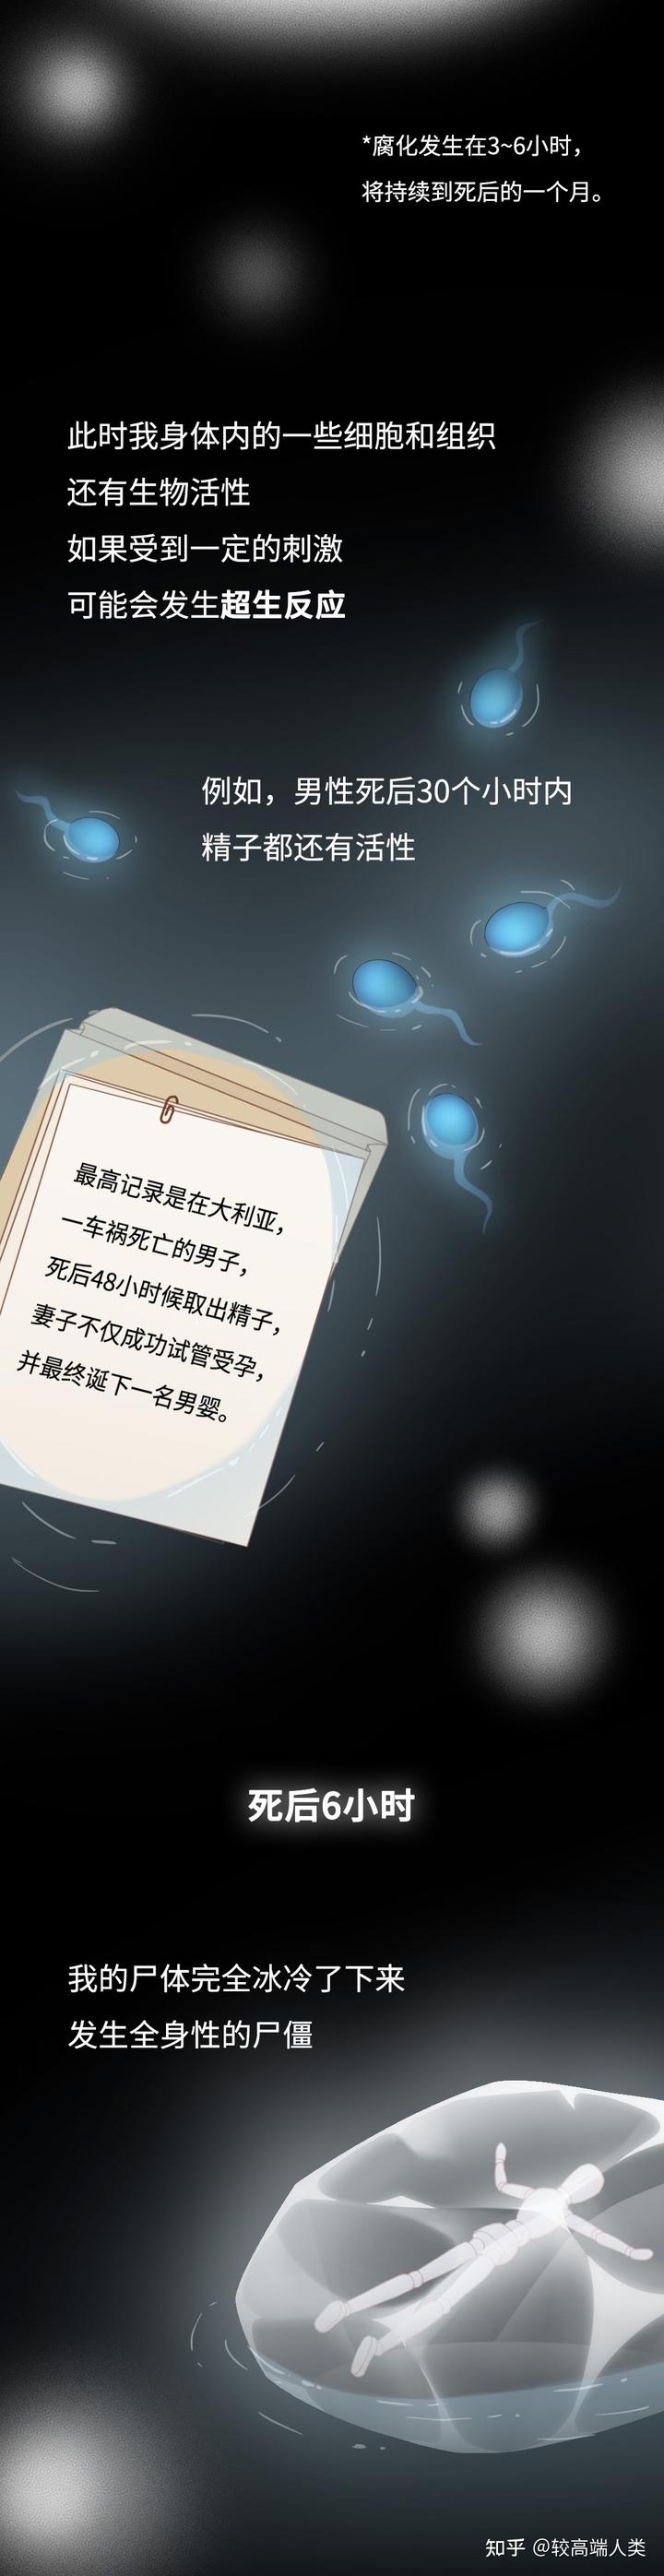 *腐化发生在3~6小时，
将持续到死后的一个月。
此时我身体内的一些细胞和组织
还有生物活性
如果受到一定的刺激
可能会发生超生反应
例如，男性死后30个小时内
精子都还有活性
最高记录是在大利亚，
一车祸死亡的男子，
死后48小时候取出精子，
妻子不仅成功试管受孕，
并最终诞下一名男婴。
死后6小时
我的尸体完全冰冷了下来
发生全身性的尸僵
知乎 @较高端人类